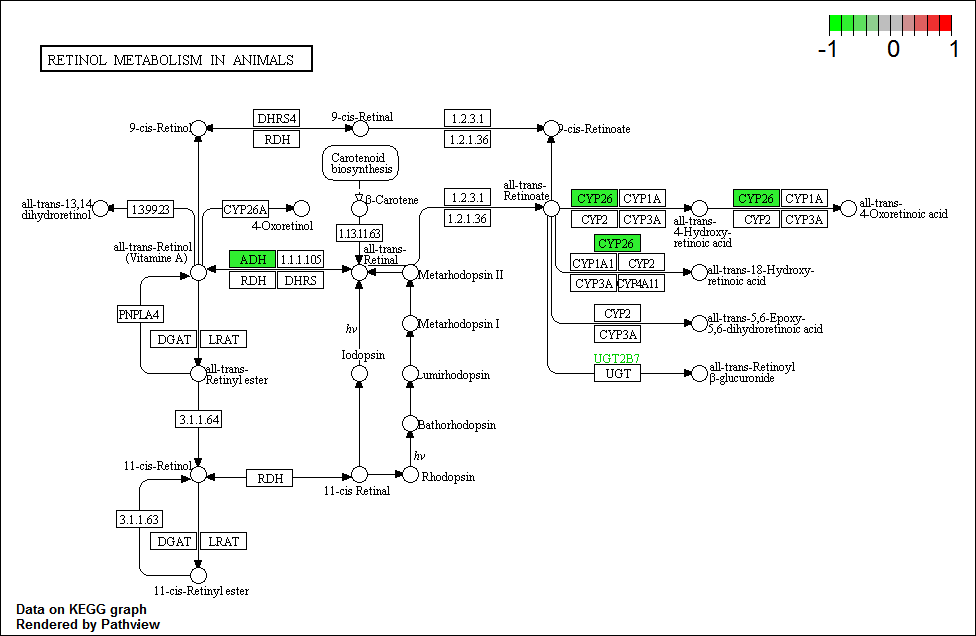 -1 0 1
RETINOL METABOLISM IN ANIMALS
9-cis-Retinol
DHRS4
RDH
9-cis-Retinal
1.2.3.1
1.2.1.36
9-cis-Retinoate
Carotenoid
biosynthesis
β-Carotene
1.13.11.63
all-trans-
Retinal
all-trans-13,14
dihydroretinol
1.3.99.23
CYP26A
4-Oxoretinol
all-trans-Retinol
(Vitamine A)
ADH
1.1.1.105
RDH
DHRS
1.2.3.1
1.2.1.36
all-trans-
Retinoate
CYP26
CYP1A
CYP2
CYP3A
all-trans-
4-Hydroxy-
retinoic acid
CYP26
CYP1A
CYP2
CYP3A
all-trans-
4-Oxoretinoic acid
CYP26
CYP1A1
CYP2
CYP3A
CYP4A11
all-trans-18-Hydroxy-
retinoic acid
Metarhodopsin II
PNPLA4
DGAT
LRAT
hν
Metarhodopsin I
CYP2
CYP3A
all-trans-5,6-Epoxy-
5,6-dihydroretinoic acid
Iodopsin
UGT2B7
UGT
all-trans-Retinoyl
β-glucuronide
all-trans-
Retinyl ester
Lumirhodopsin
3.1.1.64
Bathorhodopsin
hν
11-cis-Retinol
RDH
11-cis Retinal
Rhodopsin
3.1.1.63
DGAT
LRAT
11-cis-Retinyl ester
Data on KEGG graph
Rendered by Pathview